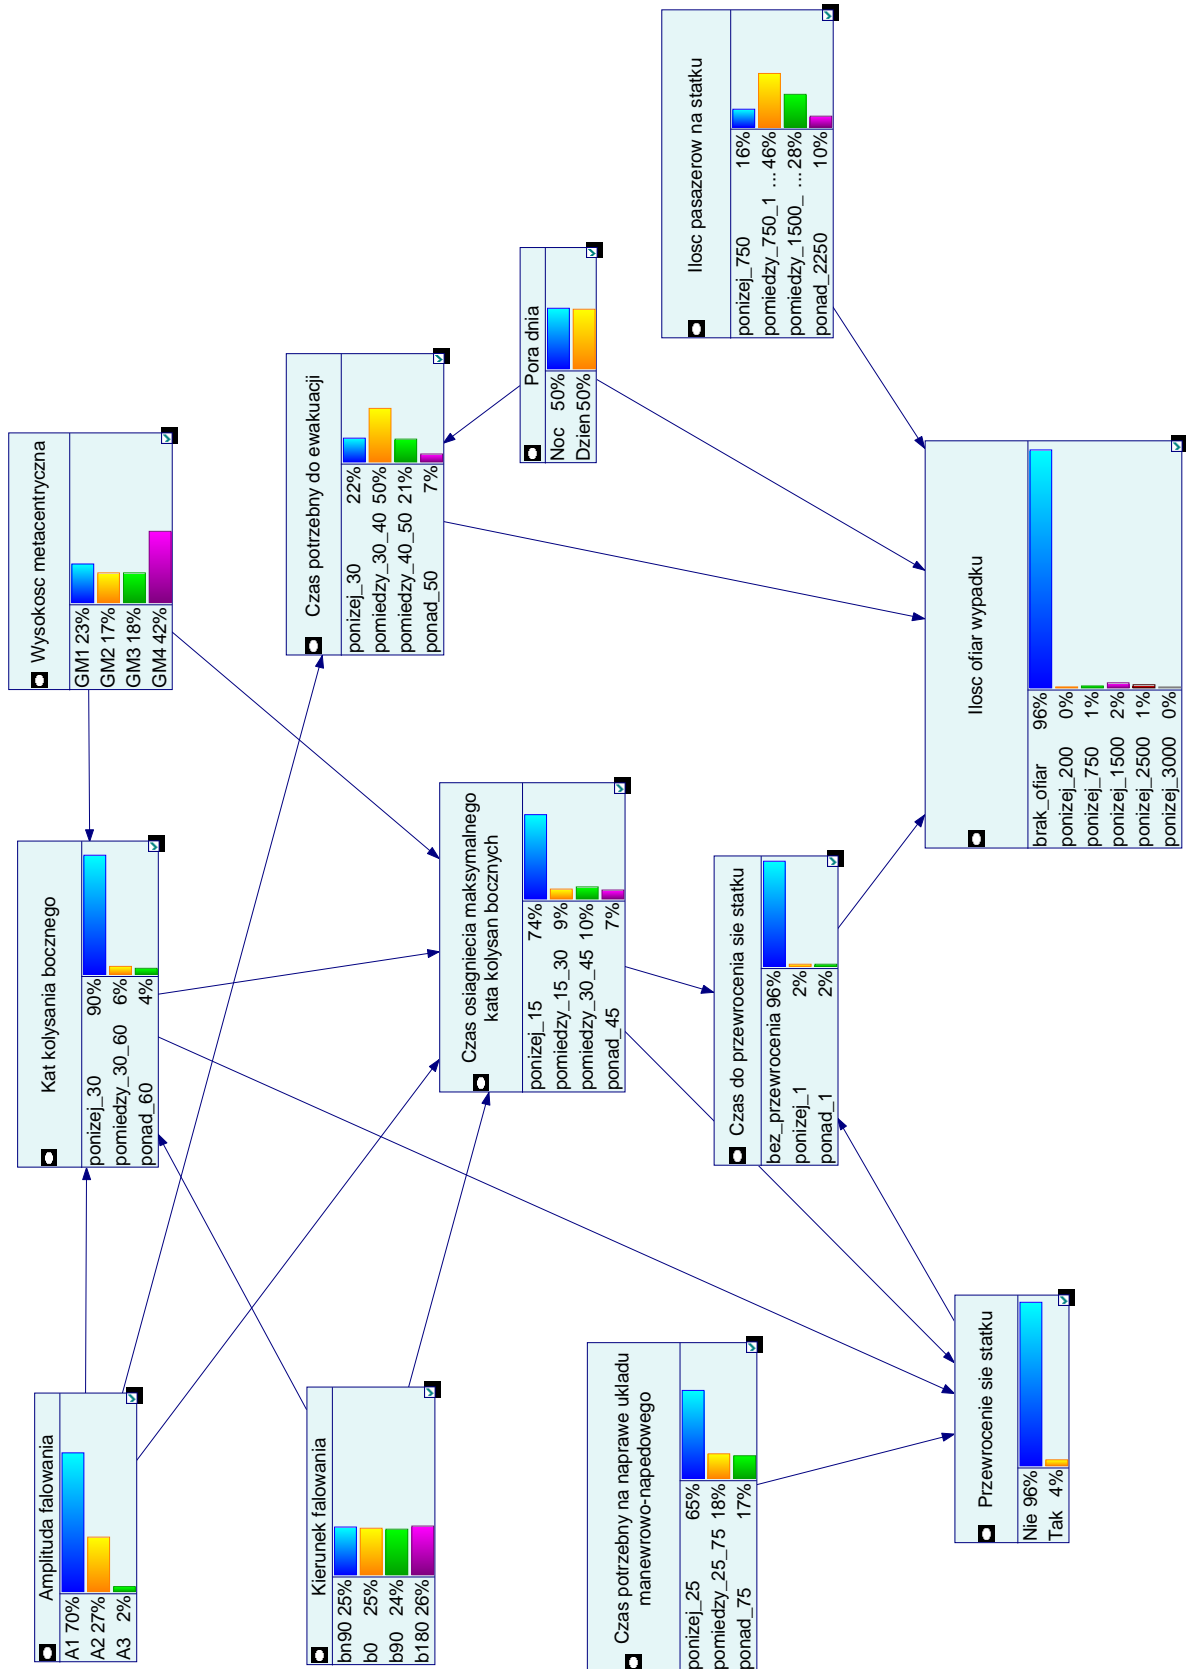 Amplituda falowania
A1 70%
A2 27%
A3 2%
Kat kolysania bocznego
ponizej_30 90%
pomiedzy_30_60 6%
ponad_60 4%
Wysokosc metacentryczna
GM1 23%
GM2 17%
GM3 18%
GM4 42%
Kierunek falowania
bn90 25%
b0 25%
b90 24%
b180 26%
Czas potrzebny do ewakuacji
ponizej_30 22%
pomiedzy_30_40 50%
pomiedzy_40_50 21%
ponad_50 7%
Czas osiagniecia maksymalnego
kata kolysan bocznych
ponizej_15 74%
pomiedzy_15_30 9%
pomiedzy_30_45 10%
ponad_45 7%
Pora dnia
Noc 50%
Dzien 50%
Czas potrzebny na naprawe ukladu
manewrowo-napedowego
ponizej_25 65%
pomiedzy_25_75 18%
ponad_75 17%
Czas do przewrocenia sie statku
bez_przewrocenia 96%
ponizej_1 2%
ponad_1 2%
Ilosc pasazerow na statku
ponizej_750 16%
pomiedzy_750_1 ... 46%
pomiedzy_1500_ ... 28%
ponad_2250 10%
Przewrocenie sie statku
Nie 96%
Tak 4%
Ilosc ofiar wypadku
brak_ofiar 96%
ponizej_200 0%
ponizej_750 1%
ponizej_1500 2%
ponizej_2500 1%
ponizej_3000 0%